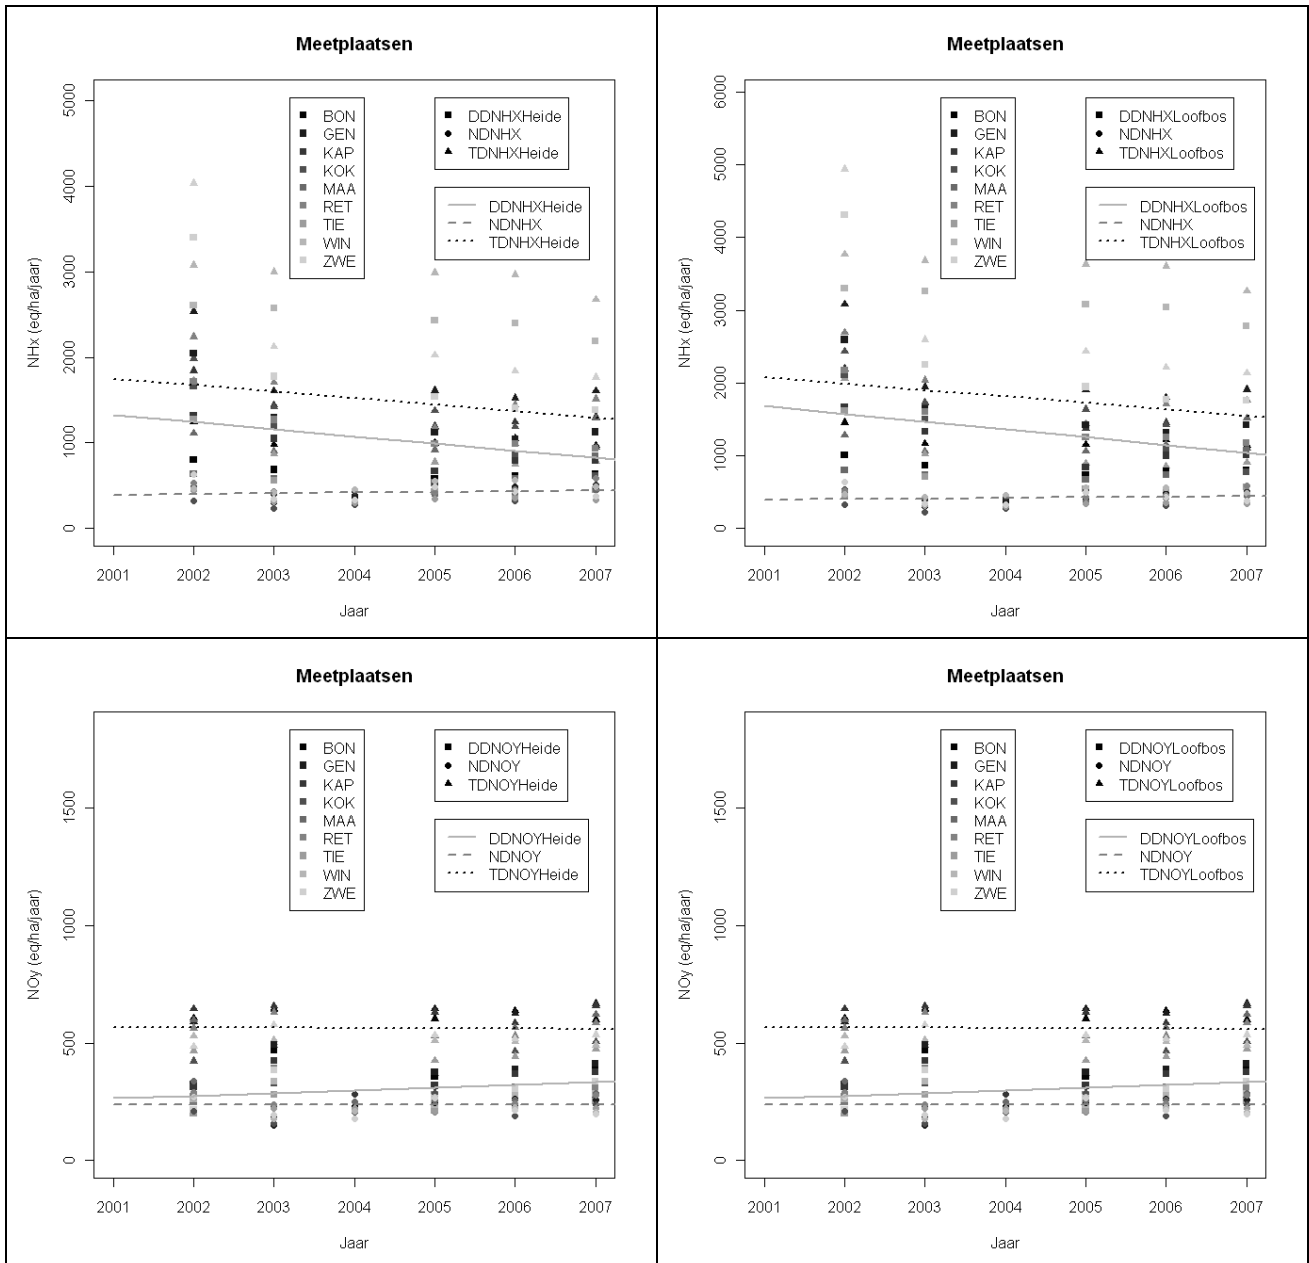 Meetplaatsen
NHx (eq/ha/jaar)
5000
4000
3000
2000
1000
0
BON
GEN
KAP
KOK
MAA
RET
TIE
WIN
ZWE
DDNHXHeide
NDNHX
TDNHXHeide
DDNHXHeide
NDNHX
TDNHXHeide
2001 2002 2003 2004 2005 2006 2007
Jaar
Meetplaatsen
NHx (eq/ha/jaar)
6000
5000
4000
3000
2000
1000
0
BON
GEN
KAP
KOK
MAA
RET
TIE
WIN
ZWE
DDNHXLoofbos
NDNHX
TDNHXLoofbos
DDNHXLoofbos
NDNHX
TDNHXLoofbos
2001 2002 2003 2004 2005 2006 2007
Jaar
Meetplaatsen
NOy (eq/ha/jaar)
1500
1000
500
0
BON
GEN
KAP
KOK
MAA
RET
TIE
WIN
ZWE
DDNOYHeide
NDNOY
TDNOYHeide
DDNOYHeide
NDNOY
TDNOYHeide
2001 2002 2003 2004 2005 2006 2007
Jaar
Meetplaatsen
NOy (eq/ha/jaar)
1500
1000
500
0
BON
GEN
KAP
KOK
MAA
RET
TIE
WIN
ZWE
DDNOYLoofbos
NDNOY
TDNOYLoofbos
DDNOYLoofbos
NDNOY
TDNOYLoofbos
2001 2002 2003 2004 2005 2006 2007
Jaar